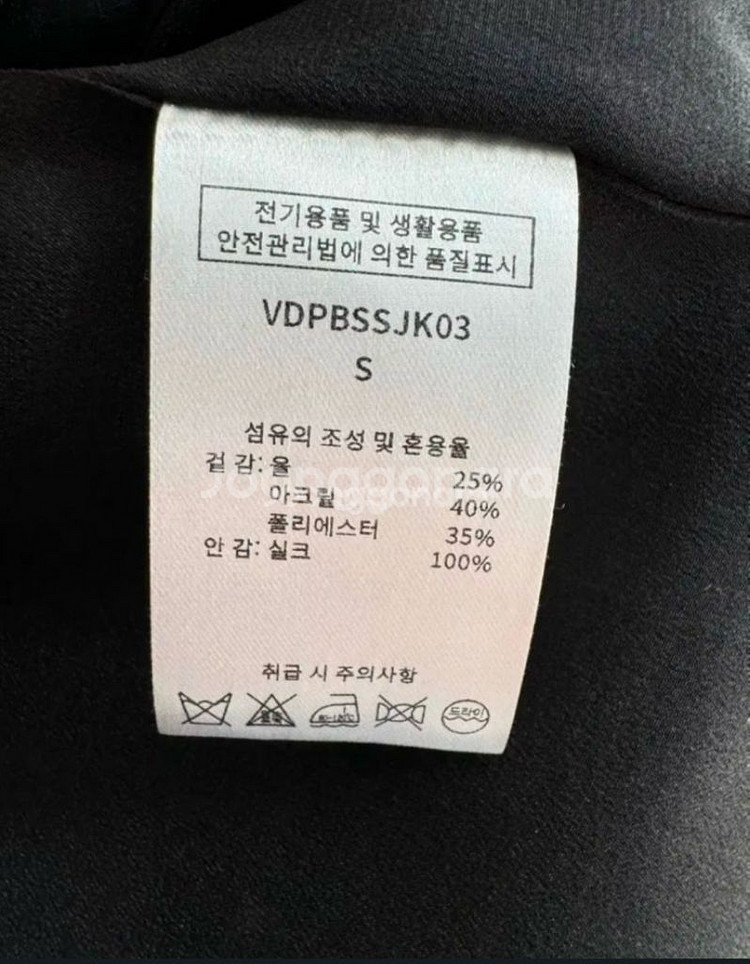 전기용품 및 생활용품
안전관리법에 의한 품질표시
VDPBSSJK03
S
섬유의 조성 및 혼용율
겉 감: 울 25%
아크릴 40%
폴리에스터 35%
안 감: 실크 100%
취급 시 주의사항
드라이